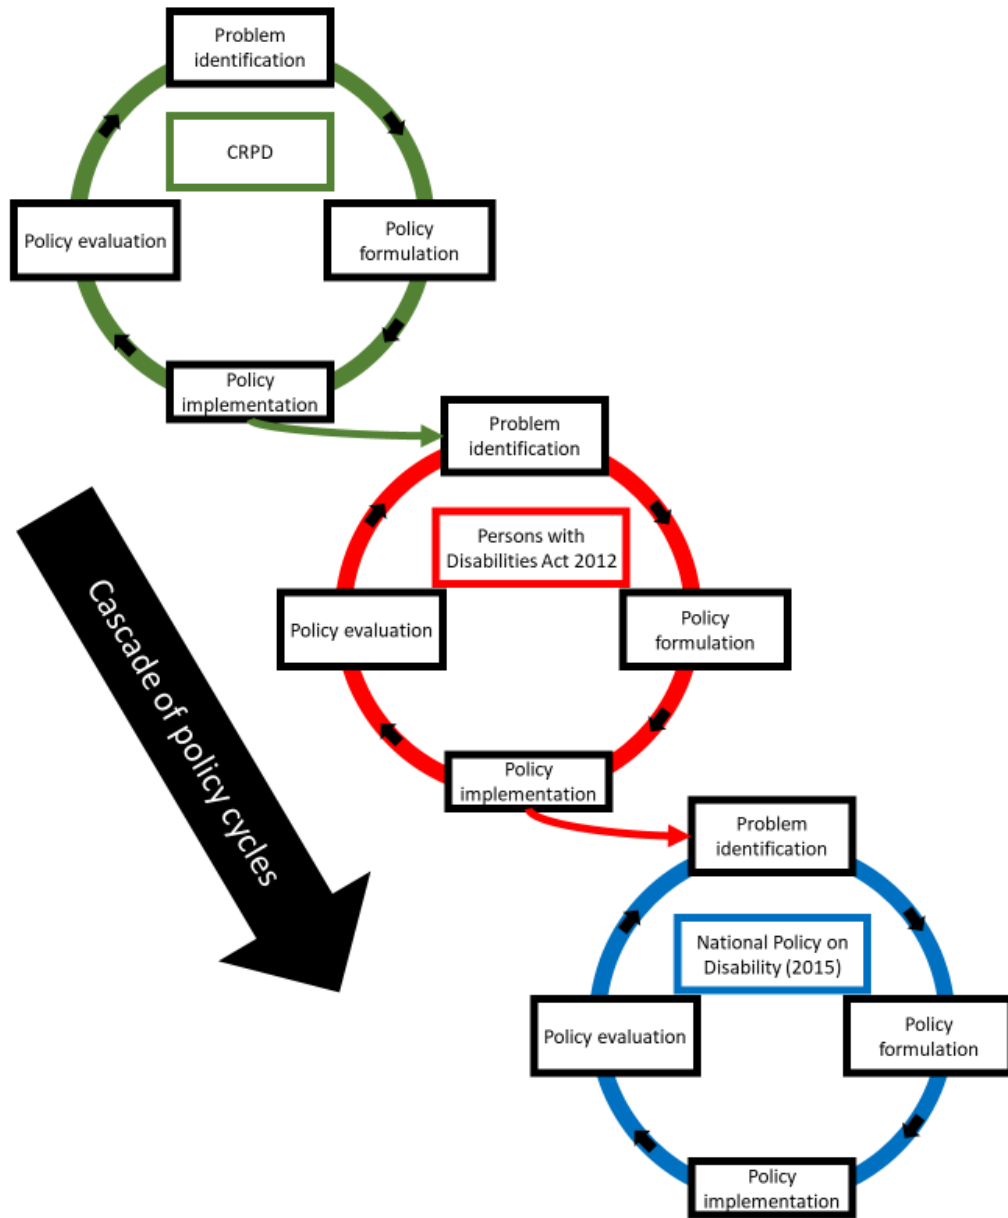 Problem
identification
CRPD
Policy evaluation
Policy
formulation
Policy
implementation
Problem
identification
Persons with
Disabilities Act 2012
Policy evaluation
Policy
formulation
Policy
implementation
Cascade of policy cycles
Problem
identification
National Policy on
Disability (2015)
Policy evaluation
Policy
formulation
Policy
implementation